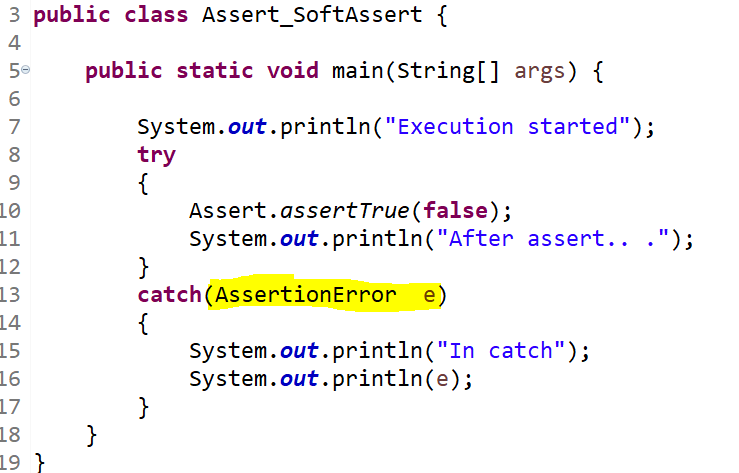 3 public class Assert_SoftAssert {
4
5 public static void main(String[] args) {
6
7 System.out.println("Execution started");
8 try
9 {
10 Assert.assertTrue(false);
11 System.out.println("After assert.. .");
12 }
13 catch(AssertionError e)
14 {
15 System.out.println("In catch");
16 System.out.println(e);
17 }
18 }
19 }